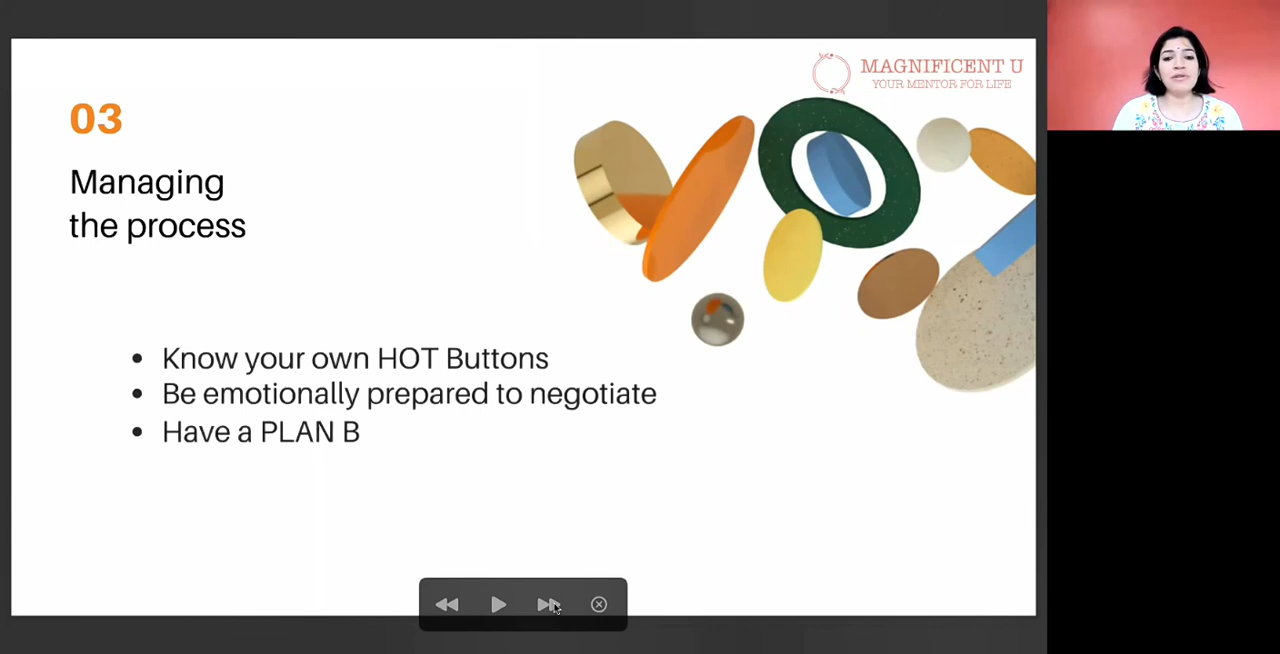 MAGNIFICENT U
YOUR MENTOR FOR LIFE
03
Managing
the process
• Know your own HOT Buttons
• Be emotionally prepared to negotiate
• Have a PLAN B